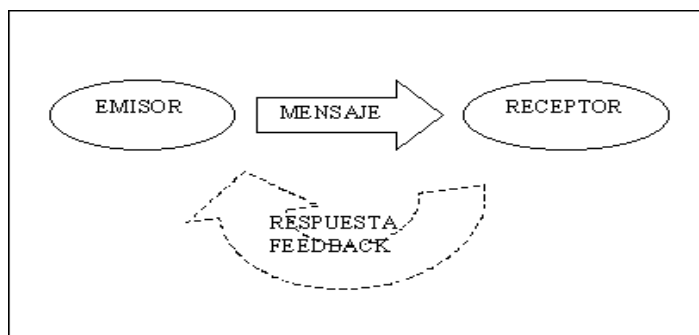 EMISOR
MENSAJE
RECEPTOR
RESPUESTA
FEEDBACK